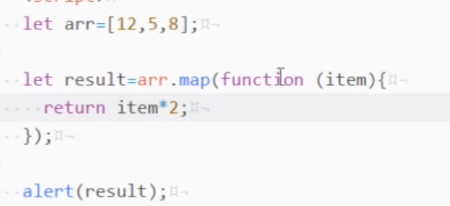 let arr=[12,5,8];
let result=arr.map(function (item){
return item*2;
});
alert(result);